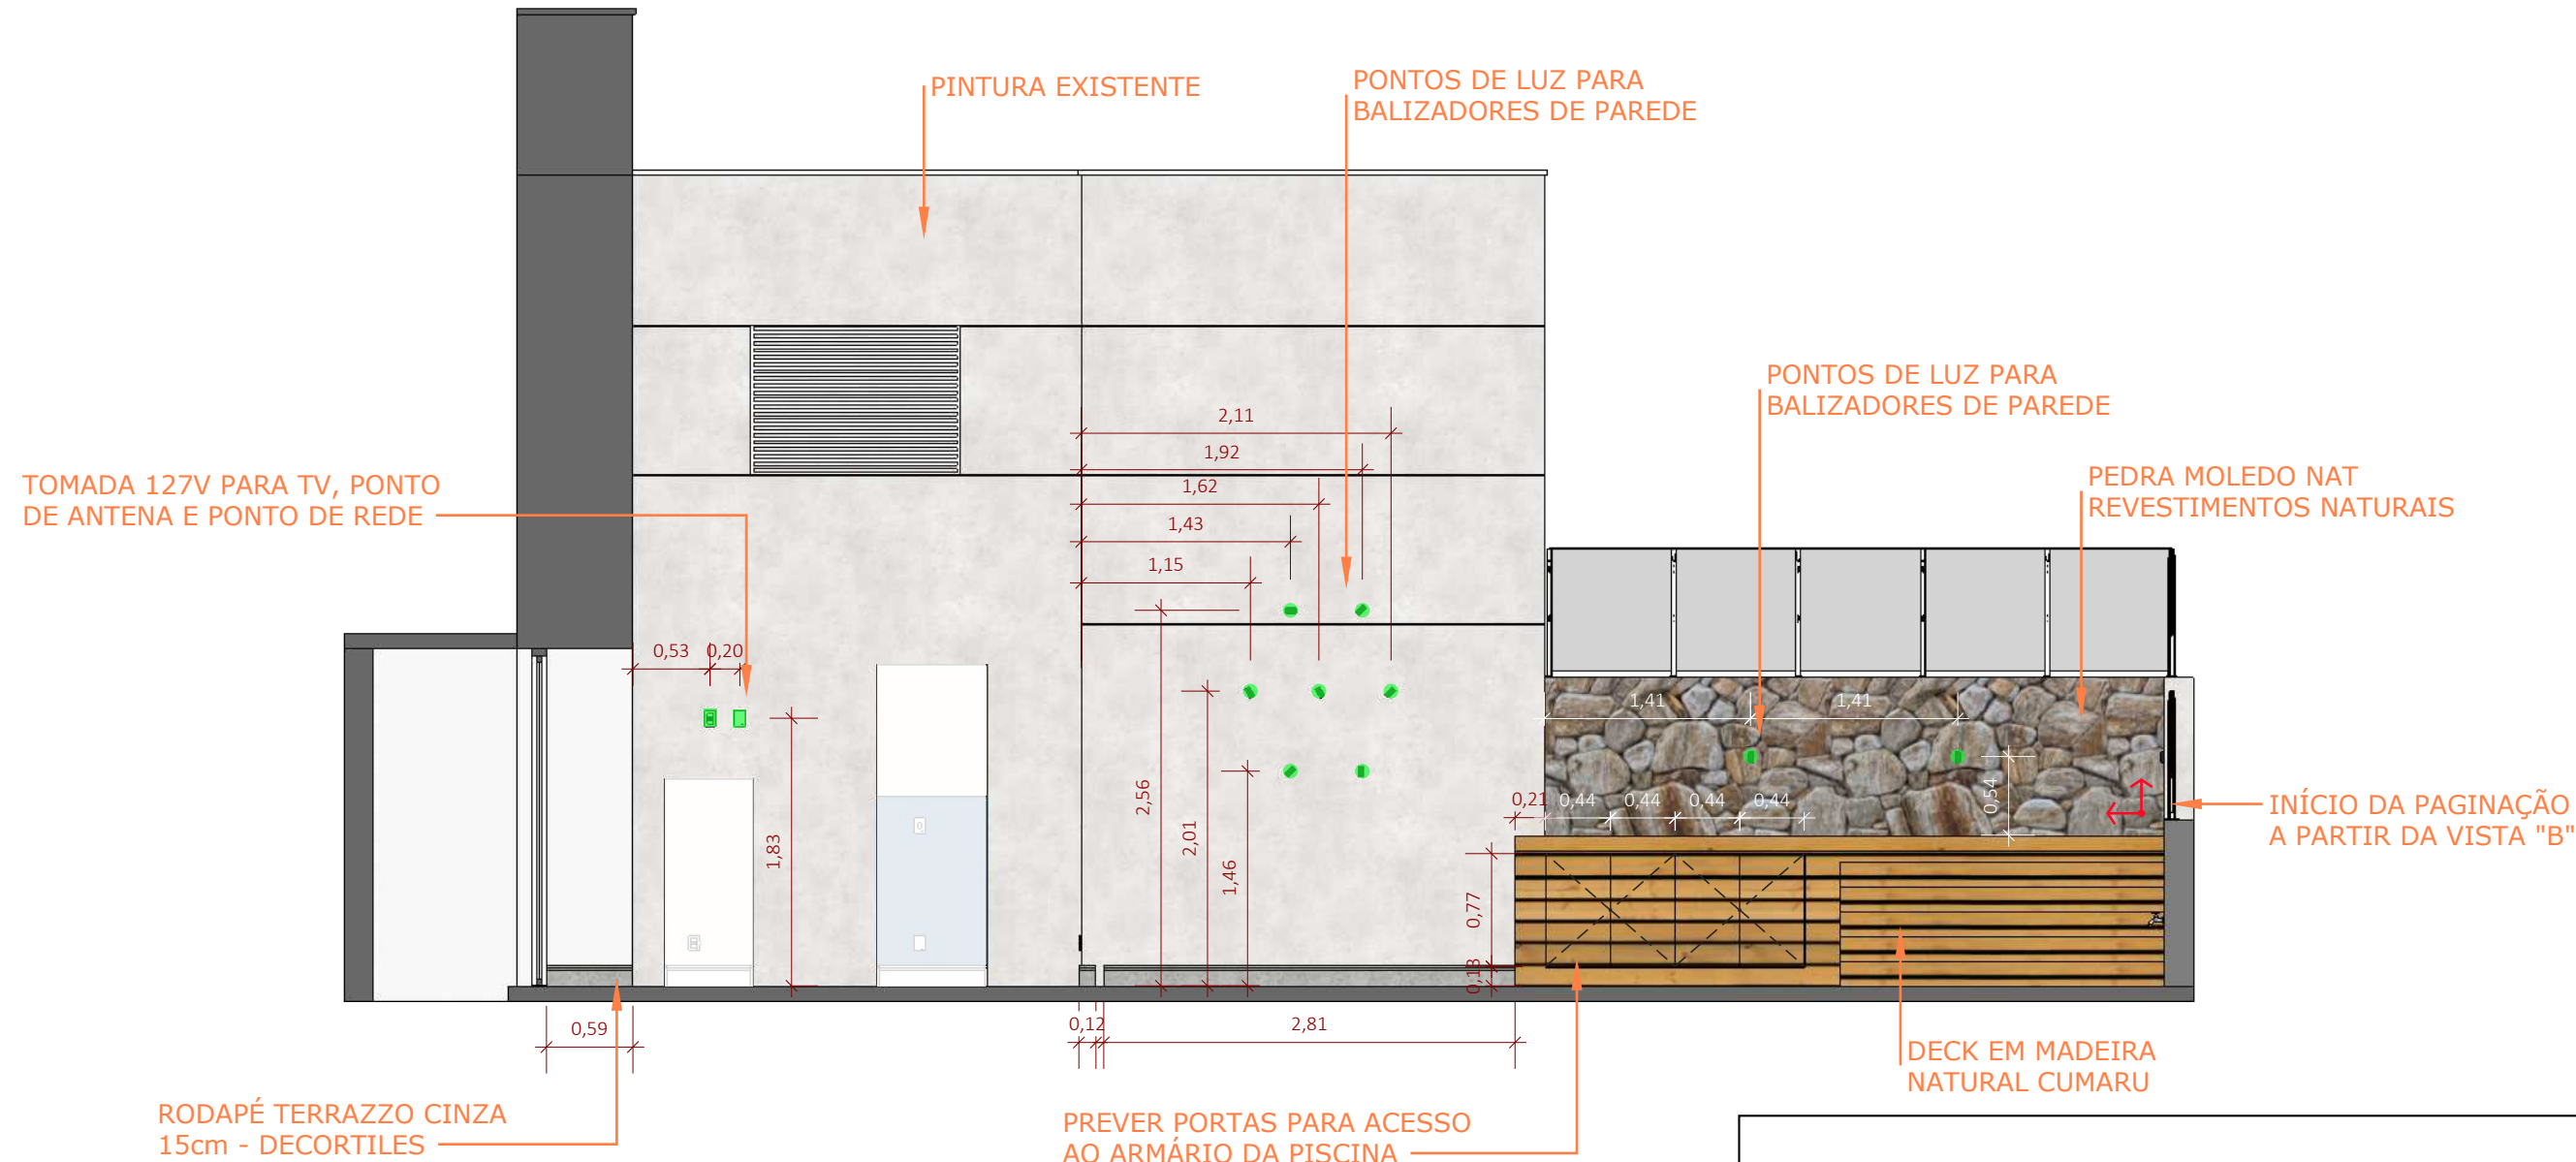 PINTURA EXISTENTE
PONTOS DE LUZ PARA
BALIZADORES DE PAREDE
PONTOS DE LUZ PARA
BALIZADORES DE PAREDE
2,11
1,92
1,62
1,43
1,15
TOMADA 127V PARA TV, PONTO
DE ANTENA E PONTO DE REDE
PEDRA MOLEDO NAT
REVESTIMENTOS NATURAIS
0,53
0,20
1,41
1,41
1,83
2,56
2,01
1,46
0,21
0,44
0,44
0,44
0,44
0,54
INÍCIO DA PAGINAÇÃO
A PARTIR DA VISTA "B"
0,77
0,13
0,59
0,12
2,81
DECK EM MADEIRA
NATURAL CUMARU
RODAPÉ TERRAZZO CINZA
15cm - DECORTILES
PREVER PORTAS PARA ACESSO
AO ARMÁRIO DA PISCINA